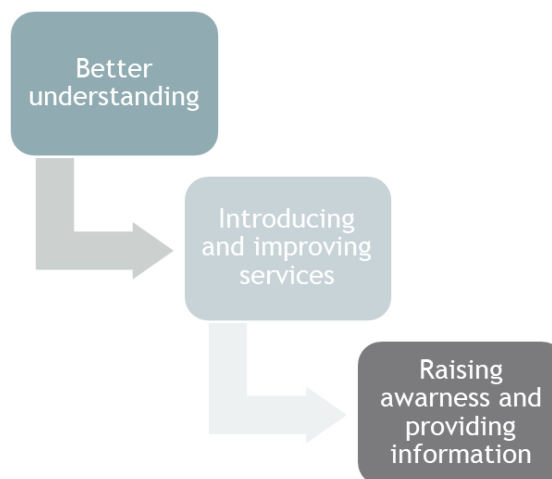 Better
understanding
Introducing
and improving
services
Raising
awarness and
providing
information